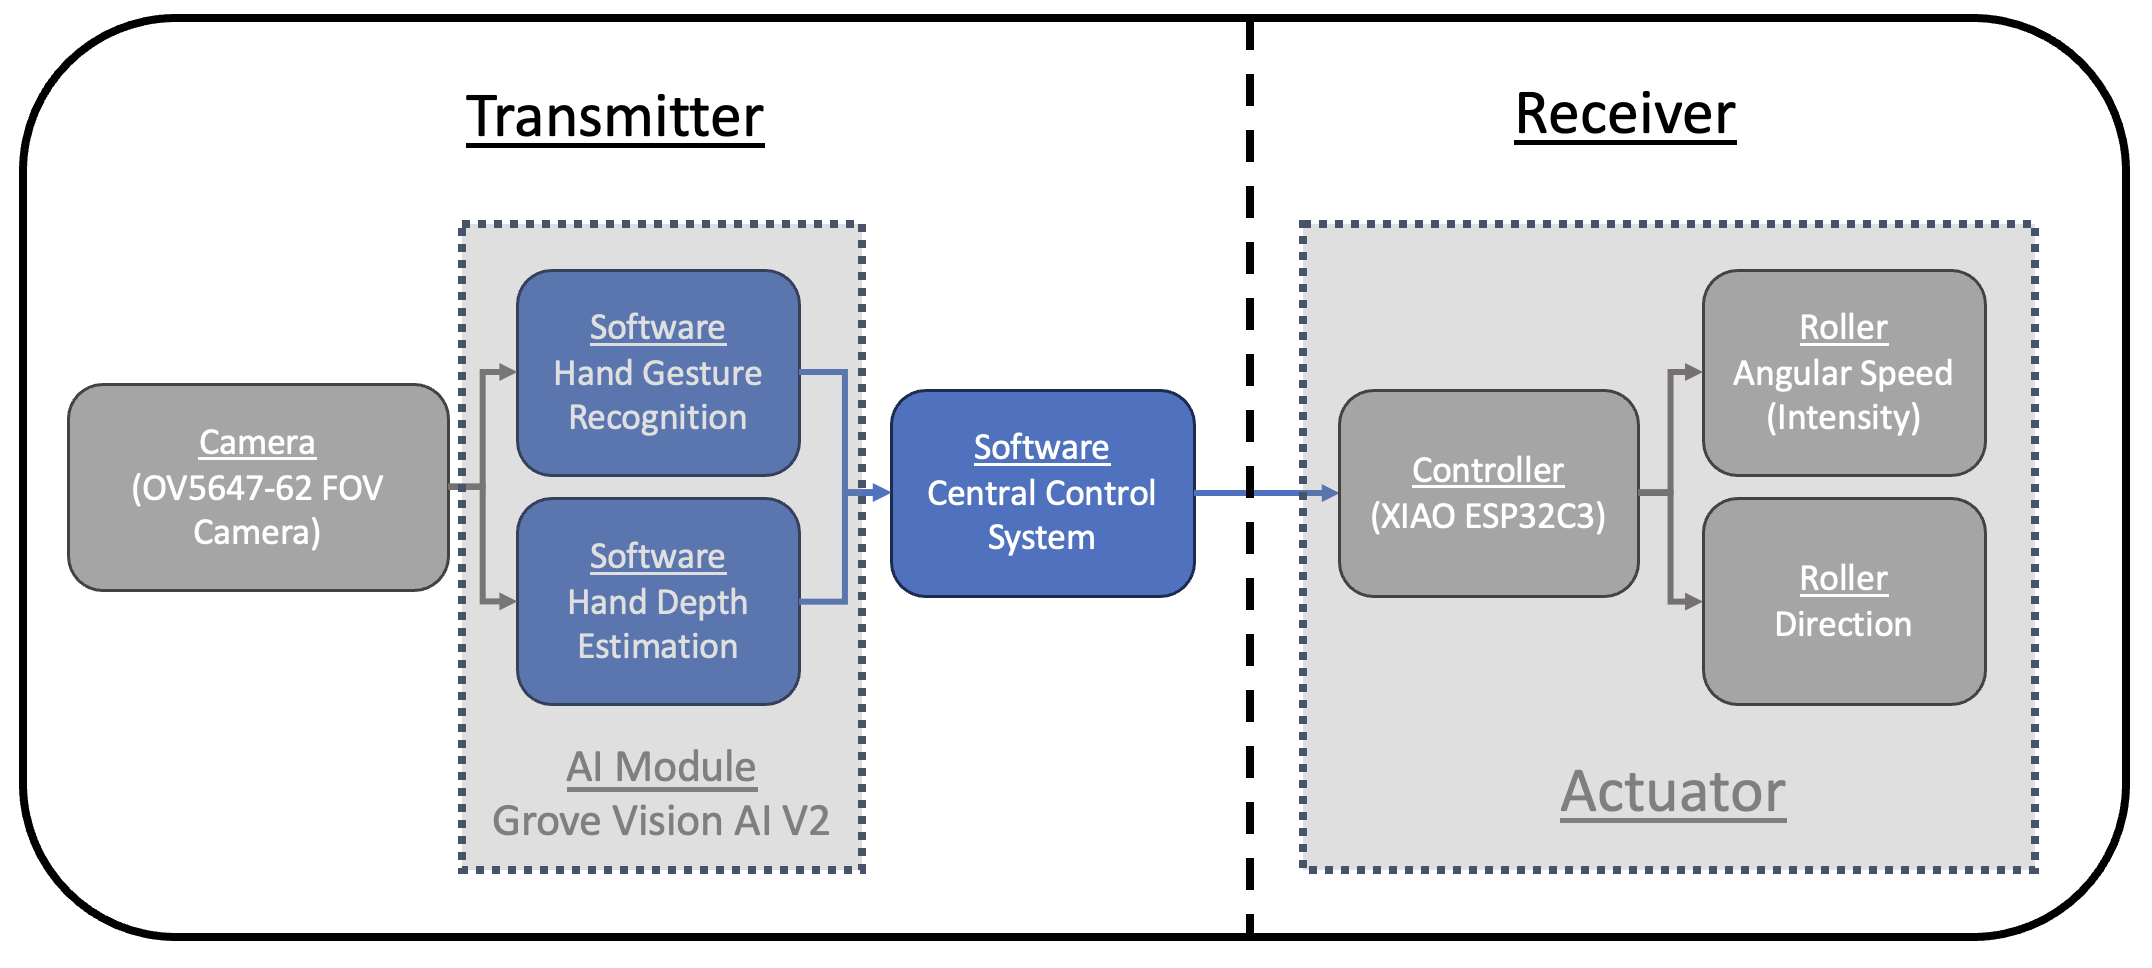 Transmitter
Receiver
Camera
(OV5647-62 FOV
Camera)
Software
Hand Gesture
Recognition
Software
Hand Depth
Estimation
AI Module
Grove Vision AI V2
Software
Central Control
System
Controller
(XIAO ESP32C3)
Roller
Angular Speed
(Intensity)
Roller
Direction
Actuator